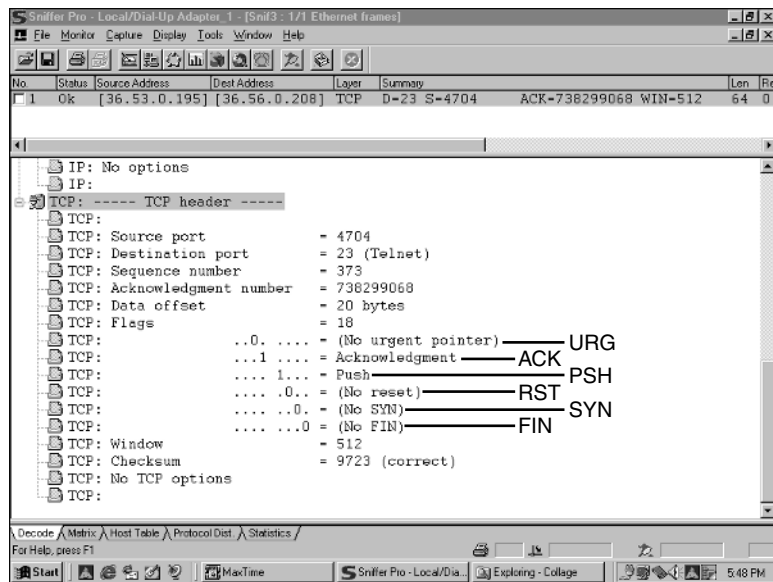 Sniffer Pro - Local/Dial-Up Adapter_1 - [Snif3 : 1/1 Ethernet frames]
File Monitor Capture Display Tools Window Help
No. Status Source Address Dest Address Layer Summary Len Re
1 Ok [36.53.0.195] [36.56.0.208] TCP D=23 S=4704 ACK=738299068 WIN=512 64 0
IP: No options
IP:
TCP: ----- TCP header -----
TCP:
TCP: Source port = 4704
TCP: Destination port = 23 (Telnet)
TCP: Sequence number = 373
TCP: Acknowledgment number = 738299068
TCP: Data offset = 20 bytes
TCP: Flags = 18
TCP: ..0. .... = (No urgent pointer) URG
TCP: ...1 .... = Acknowledgment ACK
TCP: .... 1... = Push PSH
TCP: .... .0.. = (No reset) RST
TCP: .... ..0. = (No SYN) SYN
TCP: .... ...0 = (No FIN) FIN
TCP: Window = 512
TCP: Checksum = 9723 (correct)
TCP: No TCP options
TCP:
Decode Matrix Host Table Protocol Dist. Statistics
For Help, press F1
Start MaxTime Sniffer Pro - Local/Dia... Exploring - Collage 5:48 PM